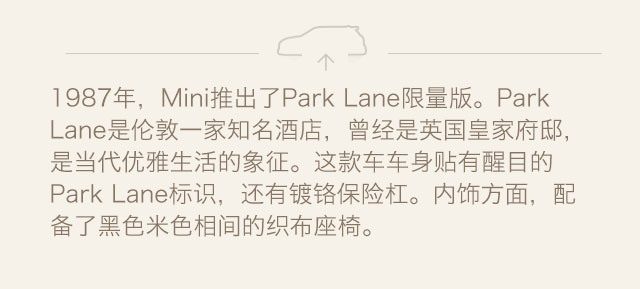 1987年，Mini推出了Park Lane限量版。Park
Lane是伦敦一家知名酒店，曾经是英国皇家府邸，
是当代优雅生活的象征。这款车车身贴有醒目的
Park Lane标识，还有镀铬保险杠。内饰方面，配
备了黑色米色相间的织布座椅。